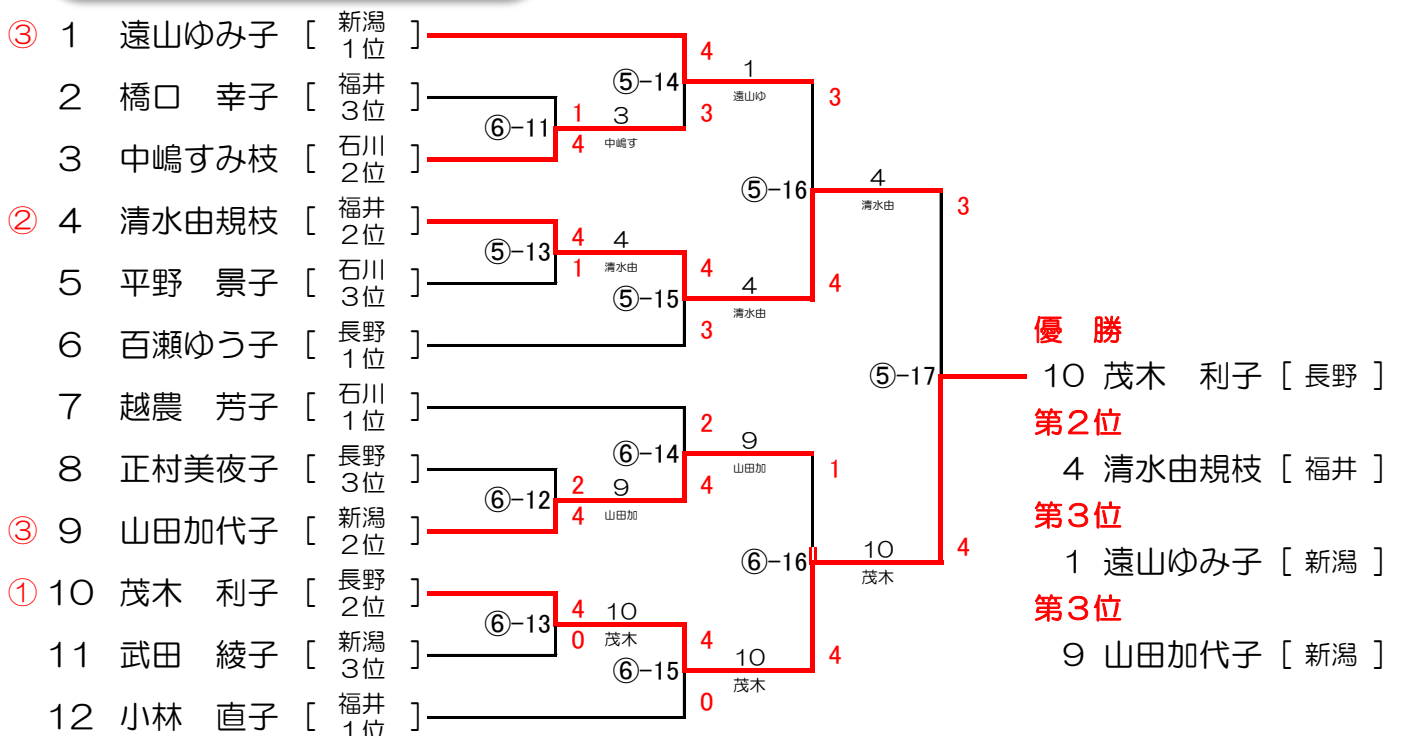 ③ 1 遠山ゆみ子 [ 新潟 1位 ]
2 橋口 幸子 [ 福井 3位 ]
3 中嶋すみ枝 [ 石川 2位 ]
② 4 清水由規枝 [ 福井 2位 ]
5 平野 景子 [ 石川 3位 ]
6 百瀬ゆう子 [ 長野 1位 ]
7 越農 芳子 [ 石川 1位 ]
8 正村美夜子 [ 長野 3位 ]
③ 9 山田加代子 [ 新潟 2位 ]
① 10 茂木 利子 [ 長野 2位 ]
11 武田 綾子 [ 新潟 3位 ]
12 小林 直子 [ 福井 1位 ]
⑥-11
1
4
3
中嶋す
⑤-13
4
1
4
清水由
⑥-12
2
4
9
山田加
⑥-13
4
0
10
茂木
⑤-14
4
3
1
遠山ゆ
⑤-15
4
3
4
清水由
⑥-14
2
4
9
山田加
⑥-15
4
0
10
茂木
⑤-16
3
4
4
清水由
⑥-16
1
4
10
茂木
⑤-17
3
4
優 勝
10 茂木 利子 [ 長野 ]
第2位
4 清水由規枝 [ 福井 ]
第3位
1 遠山ゆみ子 [ 新潟 ]
第3位
9 山田加代子 [ 新潟 ]